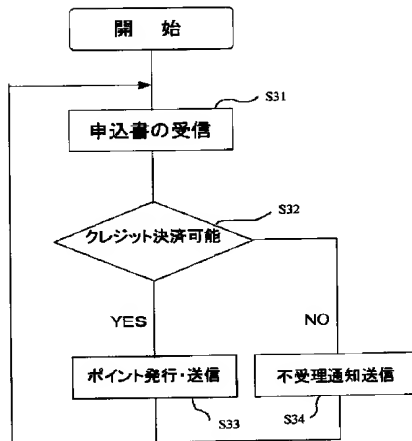 開　始
S31
申込書の受信
S32
クレジット決済可能
YES
NO
ポイント発行・送信
不受理通知送信
S33
S34